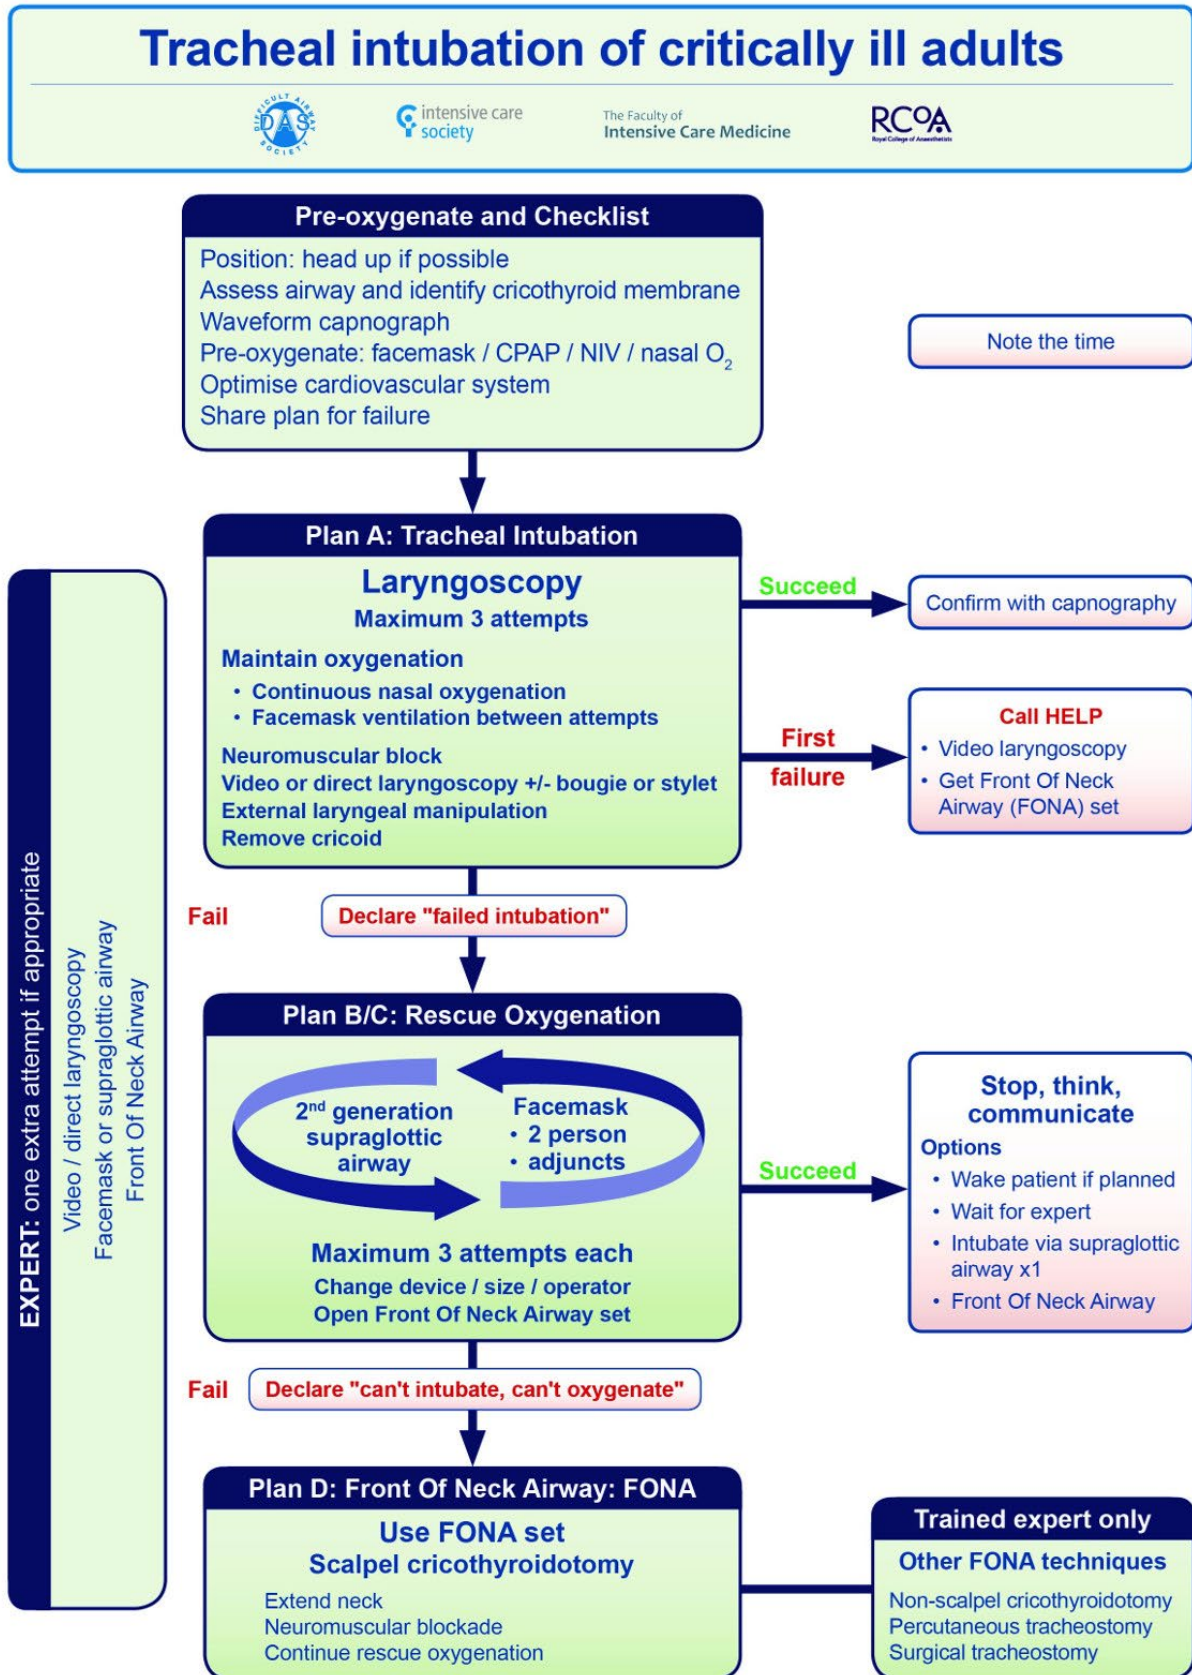 Tracheal intubation of critically ill adults
DIFFICULT AIRWAY SOCIETY
DAS
intensive care
society
The Faculty of
Intensive Care Medicine
RCoA
Royal College of Anaesthetists
Pre-oxygenate and Checklist
Position: head up if possible
Assess airway and identify cricothyroid membrane
Waveform capnograph
Pre-oxygenate: facemask / CPAP / NIV / nasal O₂
Optimise cardiovascular system
Share plan for failure
Note the time
Plan A: Tracheal Intubation
Laryngoscopy
Maximum 3 attempts
Maintain oxygenation
• Continuous nasal oxygenation
• Facemask ventilation between attempts
Neuromuscular block
Video or direct laryngoscopy +/- bougie or stylet
External laryngeal manipulation
Remove cricoid
Succeed
Confirm with capnography
First
failure
Call HELP
• Video laryngoscopy
• Get Front Of Neck
Airway (FONA) set
EXPERT: one extra attempt if appropriate
Video / direct laryngoscopy
Facemask or supraglottic airway
Front Of Neck Airway
Fail
Declare "failed intubation"
Plan B/C: Rescue Oxygenation
2nd generation
supraglottic
airway
Facemask
• 2 person
• adjuncts
Maximum 3 attempts each
Change device / size / operator
Open Front Of Neck Airway set
Succeed
Stop, think,
communicate
Options
• Wake patient if planned
• Wait for expert
• Intubate via supraglottic
airway x1
• Front Of Neck Airway
Fail
Declare "can't intubate, can't oxygenate"
Plan D: Front Of Neck Airway: FONA
Use FONA set
Scalpel cricothyroidotomy
Extend neck
Neuromuscular blockade
Continue rescue oxygenation
Trained expert only
Other FONA techniques
Non-scalpel cricothyroidotomy
Percutaneous tracheostomy
Surgical tracheostomy